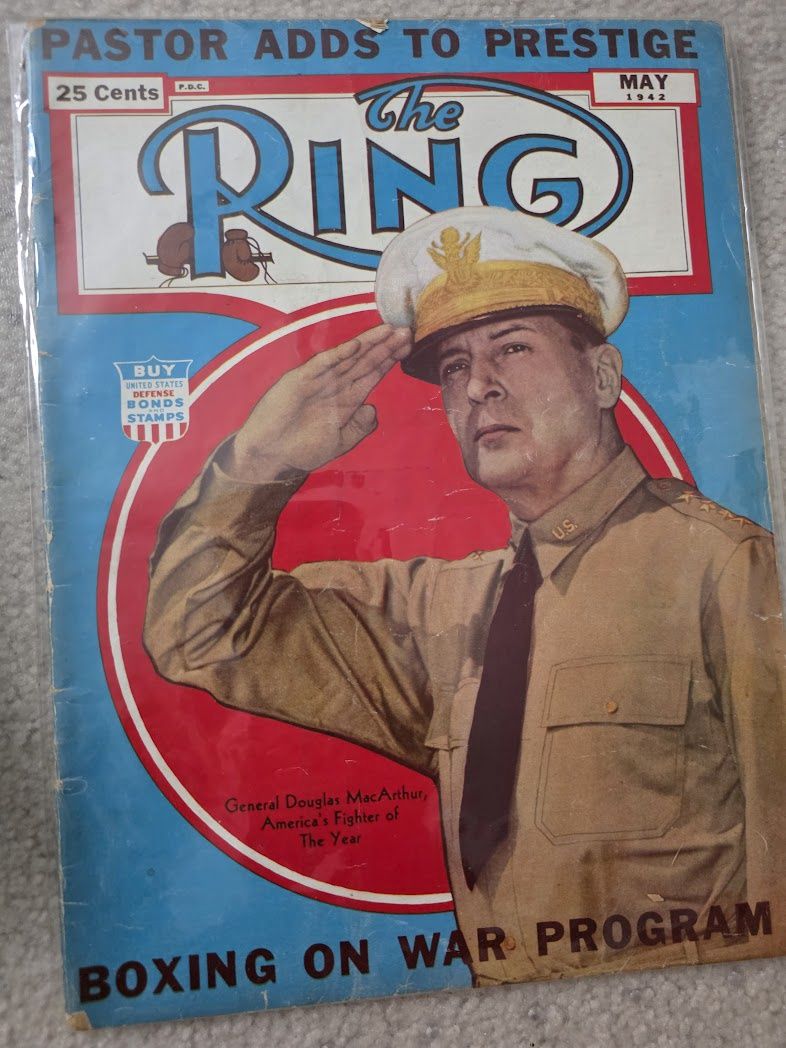 PASTOR ADDS TO PRESTIGE
25 Cents
P.D.C.
MAY
1942
The
RING
BUY
UNITED STATES
DEFENSE
BONDS
AND
STAMPS
U.S.
General Douglas MacArthur,
America's Fighter of
The Year
BOXING ON WAR PROGRAM